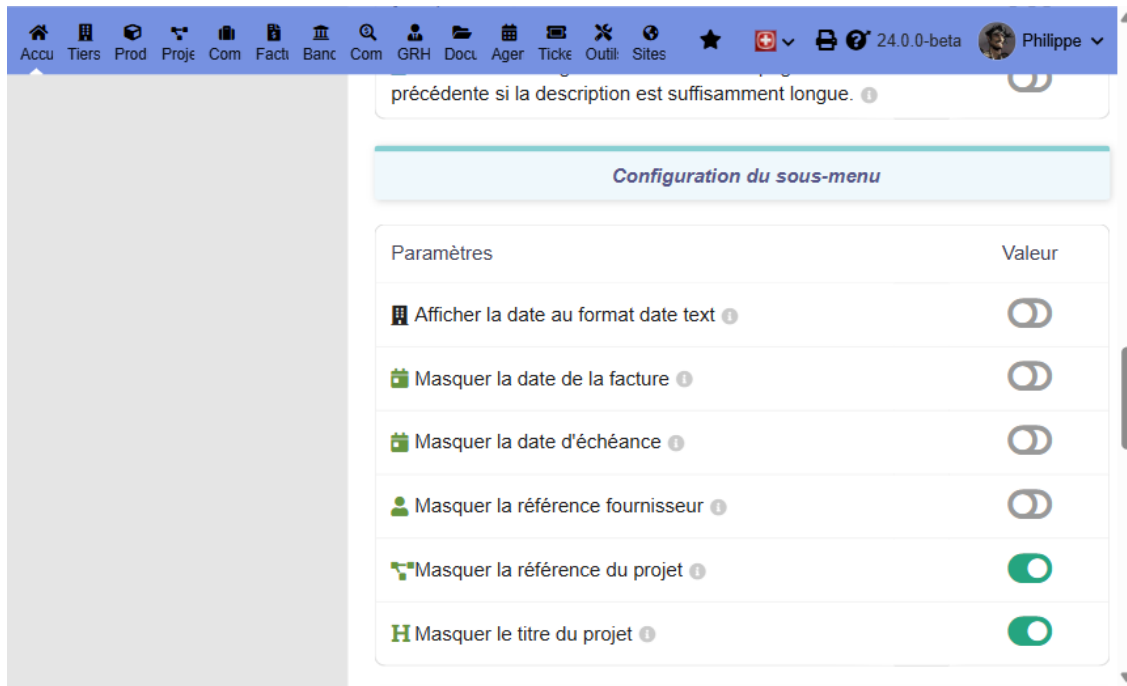 Accu Tiers Prod Proje Com Factu Banc Com GRH Docu Ager Ticke Outils Sites 24.0.0-beta Philippe
précédente si la description est suffisamment longue.
Configuration du sous-menu
Paramètres Valeur
Afficher la date au format date text
Masquer la date de la facture
Masquer la date d'échéance
Masquer la référence fournisseur
Masquer la référence du projet
Masquer le titre du projet